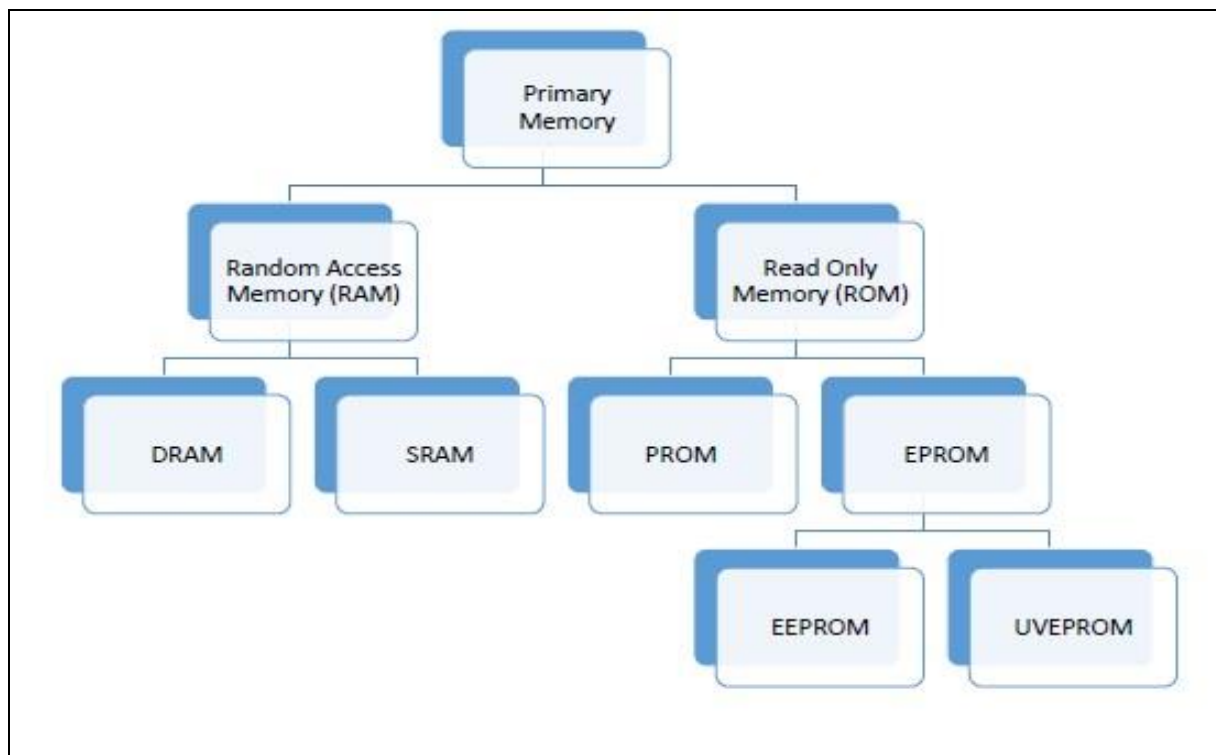 Primary
Memory
Random Access
Memory (RAM)
Read Only
Memory (ROM)
DRAM
SRAM
PROM
EPROM
EEPROM
UVEPROM